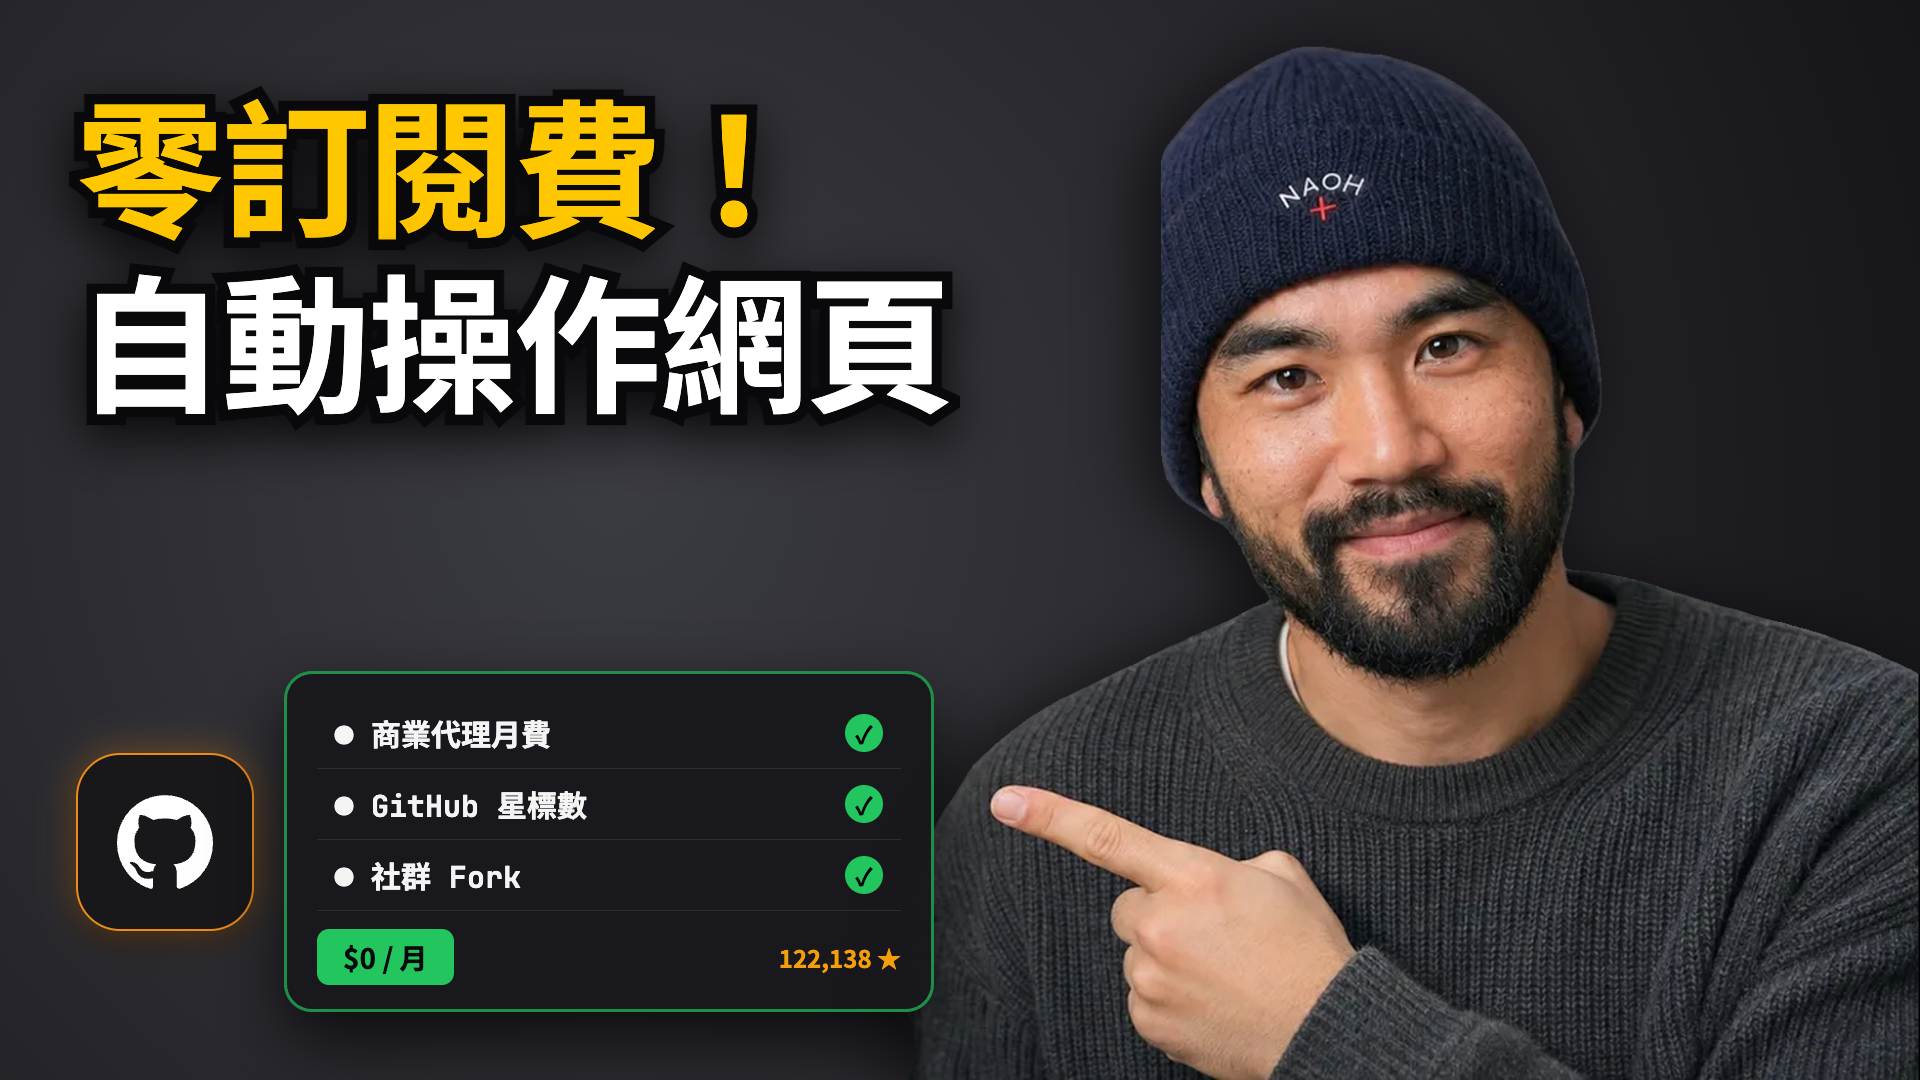 零訂閱費！
自動操作網頁
NAOH
商業代理月費
GitHub 星標數
社群 Fork
$0 / 月
122,138 ★